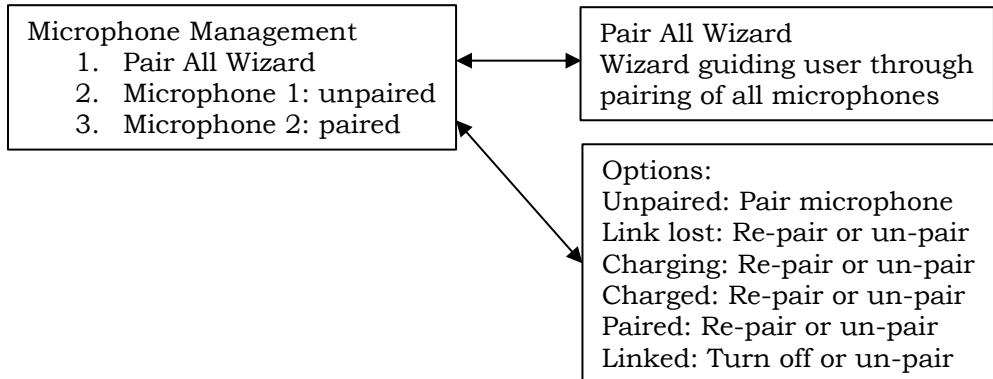 Microphone Management
1. Pair All Wizard
2. Microphone 1: unpaired
3. Microphone 2: paired
Pair All Wizard
Wizard guiding user through
pairing of all microphones
Options:
Unpaired: Pair microphone
Link lost: Re-pair or un-pair
Charging: Re-pair or un-pair
Charged: Re-pair or un-pair
Paired: Re-pair or un-pair
Linked: Turn off or un-pair